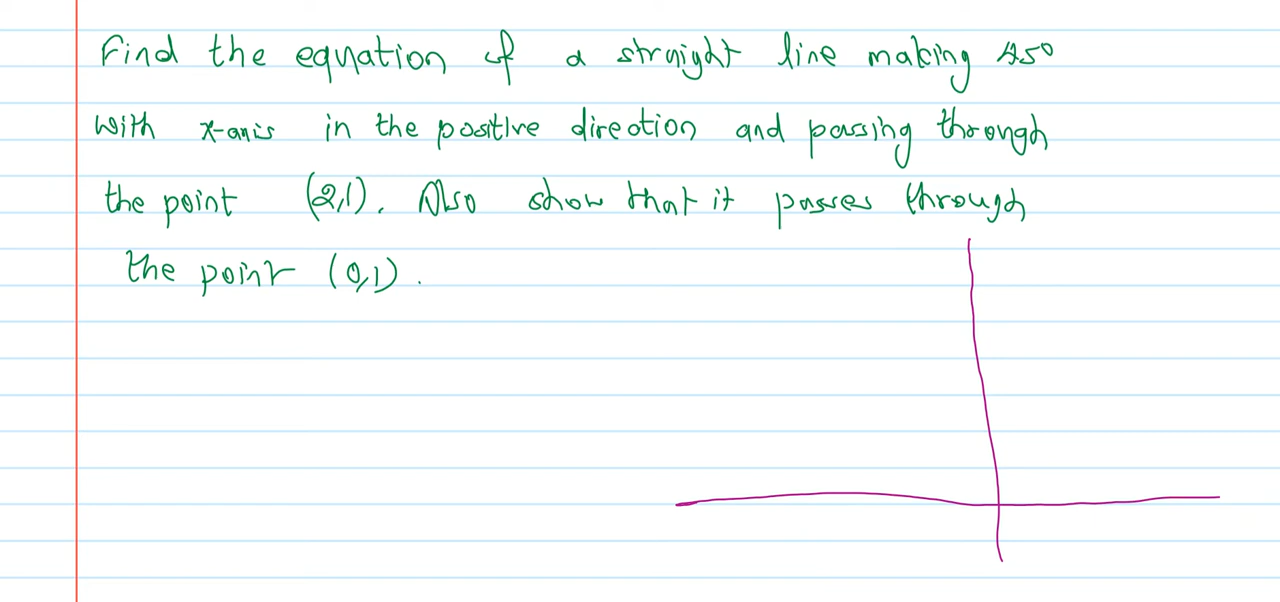 Find the equation of a straight line making 45°
with x-axis in the positive direction and passing through
the point (2,1). Also show that it passes through
the point (0,1).